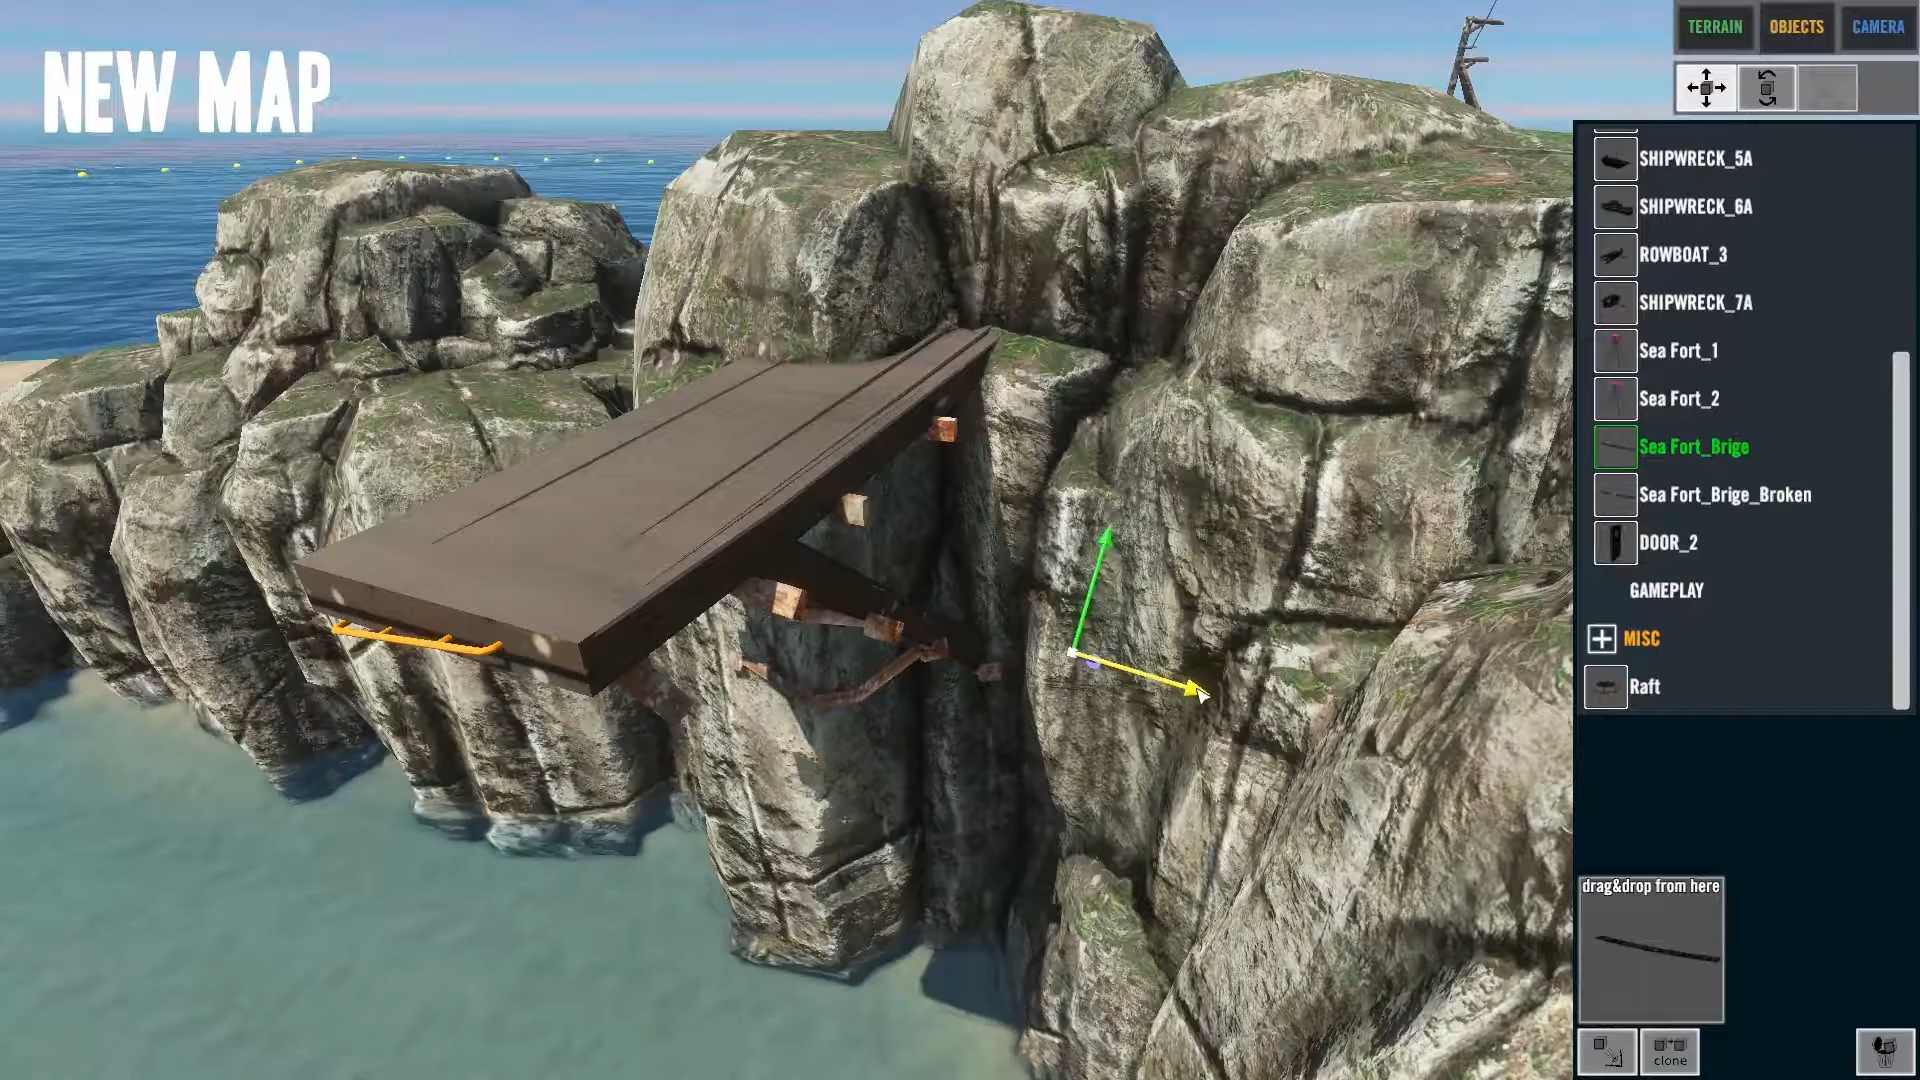 NEW MAP
TERRAIN OBJECTS CAMERA
SHIPWRECK_5A
SHIPWRECK_6A
ROWBOAT_3
SHIPWRECK_7A
Sea Fort_1
Sea Fort_2
Sea Fort_Brige
Sea Fort_Brige_Broken
DOOR_2
GAMEPLAY
MISC
Raft
drag&drop from here
clone